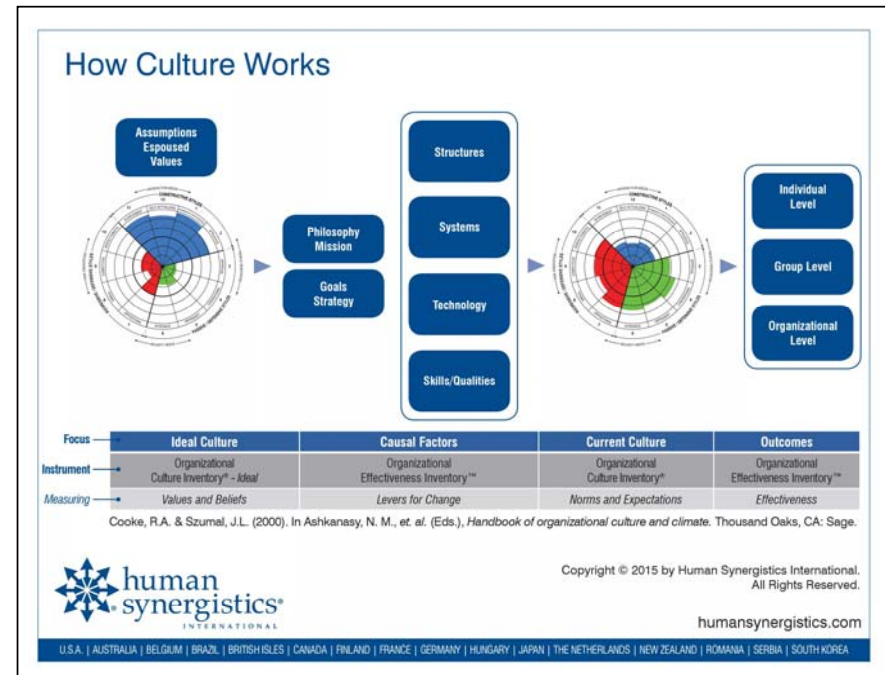 How Culture Works
Assumptions
Espoused
Values
Philosophy
Mission
Goals
Strategy
Structures
Systems
Technology
Skills/Qualities
Individual
Level
Group Level
Organizational
Level
CONSTRUCTIVE STYLES
CONSTRUCTIVE STYLES
Focus
Ideal Culture
Causal Factors
Current Culture
Outcomes
Instrument
Organizational
Culture Inventory® - Ideal
Organizational
Effectiveness Inventory™
Organizational
Culture Inventory®
Organizational
Effectiveness Inventory™
Measuring
Values and Beliefs
Levers for Change
Norms and Expectations
Effectiveness
Cooke, R.A. & Szumal, J.L. (2000). In Ashkanasy, N. M., et. al. (Eds.), Handbook of organizational culture and climate. Thousand Oaks, CA: Sage.
human
synergistics®
INTERNATIONAL
Copyright © 2015 by Human Synergistics International.
All Rights Reserved.
humansynergistics.com
U.S.A. | AUSTRALIA | BELGIUM | BRAZIL | BRITISH ISLES | CANADA | FINLAND | FRANCE | GERMANY | HUNGARY | JAPAN | THE NETHERLANDS | NEW ZEALAND | ROMANIA | SERBIA | SOUTH KOREA